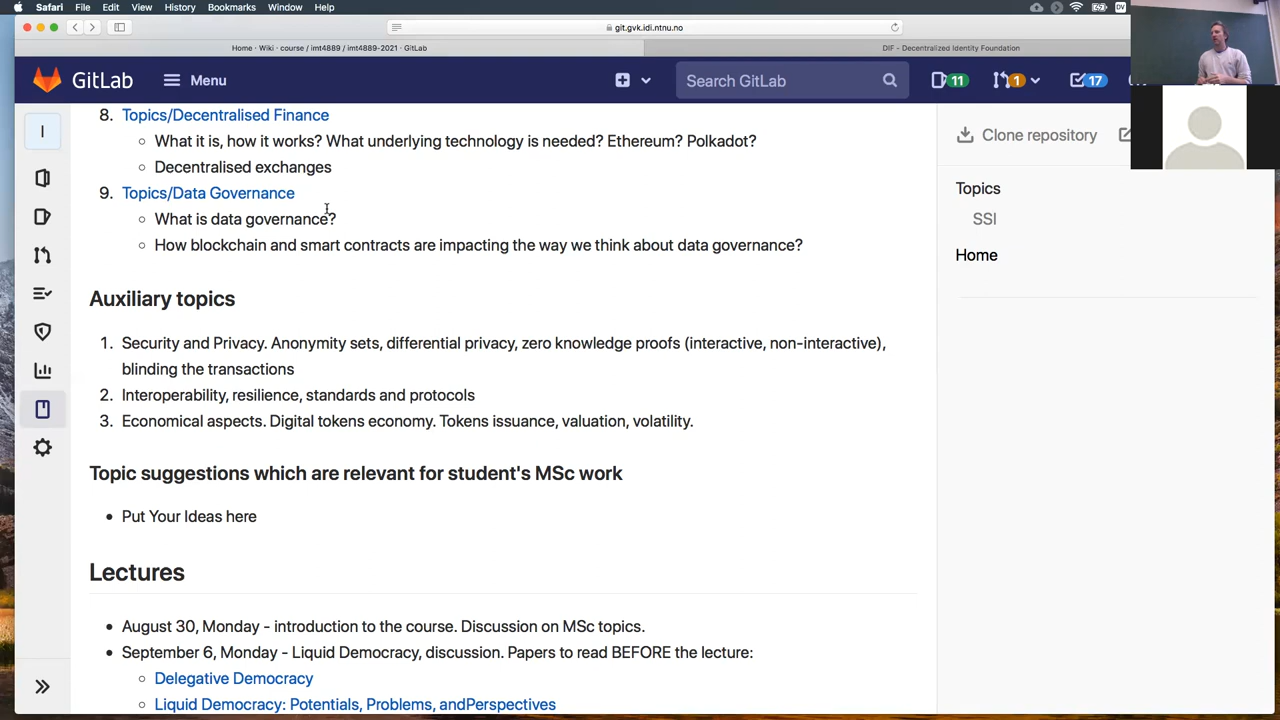 Safari File Edit View History Bookmarks Window Help DV
git.gvk.idi.ntnu.no
Home · Wiki · course / imt4889 / imt4889-2021 · GitLab DIF - Decentralized Identity Foundation
GitLab Menu Search GitLab 11 1 17
8. Topics/Decentralised Finance
What it is, how it works? What underlying technology is needed? Ethereum? Polkadot?
Decentralised exchanges
9. Topics/Data Governance
What is data governance?
How blockchain and smart contracts are impacting the way we think about data governance?
Auxiliary topics
1. Security and Privacy. Anonymity sets, differential privacy, zero knowledge proofs (interactive, non-interactive),
blinding the transactions
2. Interoperability, resilience, standards and protocols
3. Economical aspects. Digital tokens economy. Tokens issuance, valuation, volatility.
Topic suggestions which are relevant for student's MSc work
Put Your Ideas here
Lectures
August 30, Monday - introduction to the course. Discussion on MSc topics.
September 6, Monday - Liquid Democracy, discussion. Papers to read BEFORE the lecture:
Delegative Democracy
Liquid Democracy: Potentials, Problems, andPerspectives
I
Clone repository
Topics
SSI
Home